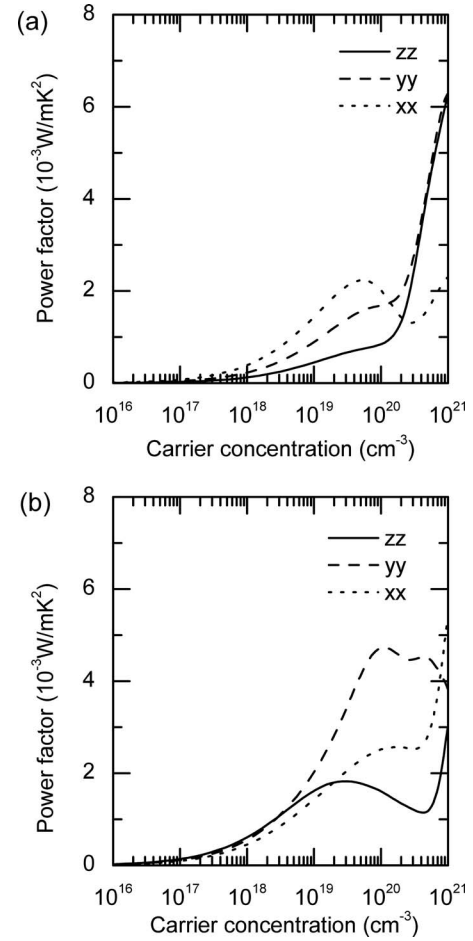 (a)
8
6
4
2
0
Power factor (10⁻³W/mK²)
zz
yy
xx
10¹⁶ 10¹⁷ 10¹⁸ 10¹⁹ 10²⁰ 10²¹
Carrier concentration (cm⁻³)
(b)
8
6
4
2
0
Power factor (10⁻³W/mK²)
zz
yy
xx
10¹⁶ 10¹⁷ 10¹⁸ 10¹⁹ 10²⁰ 10²¹
Carrier concentration (cm⁻³)